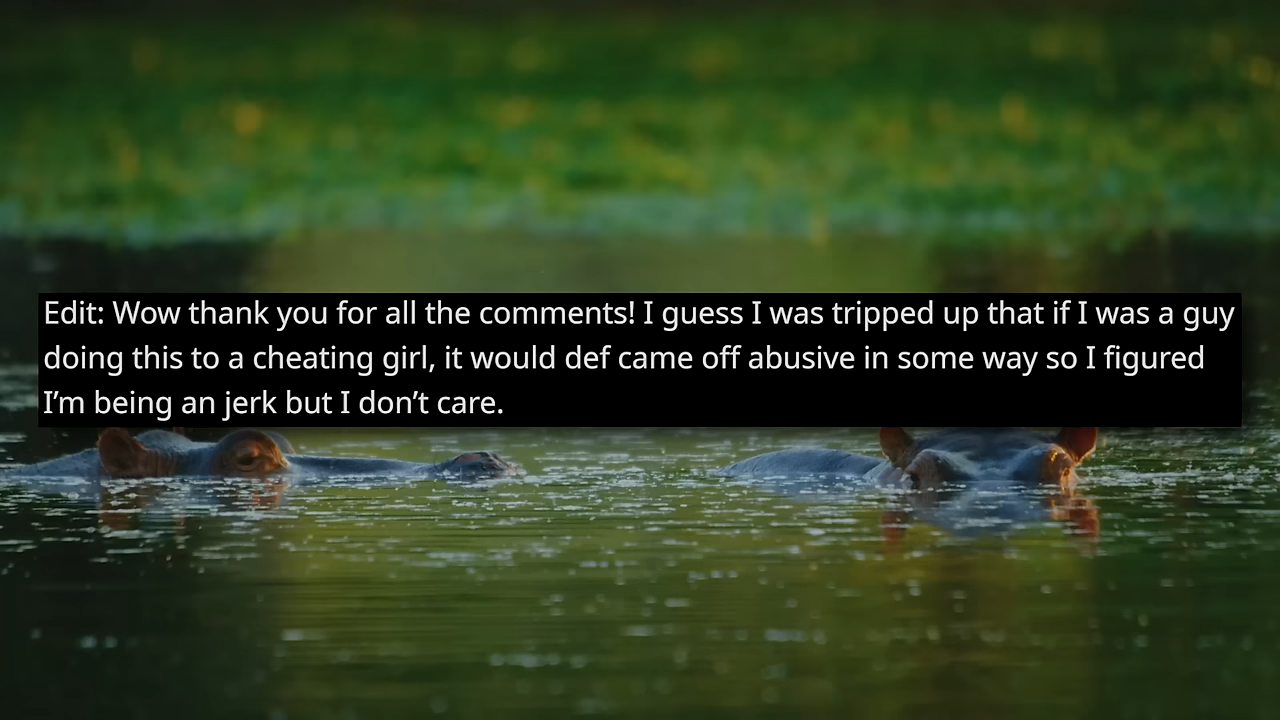 Edit: Wow thank you for all the comments! I guess I was tripped up that if I was a guy
doing this to a cheating girl, it would def came off abusive in some way so I figured
I’m being an jerk but I don’t care.